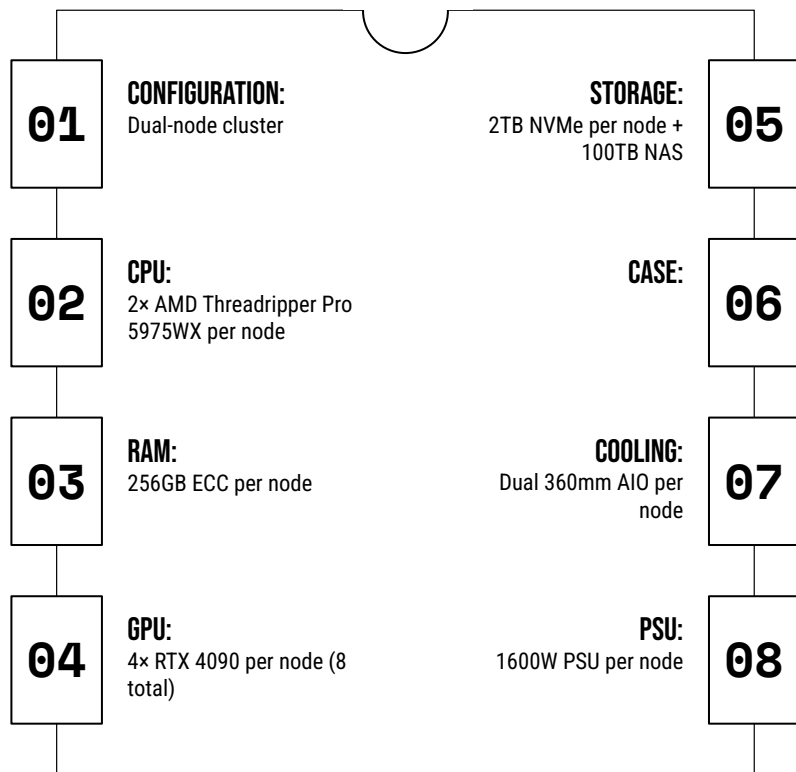 01
CONFIGURATION:
Dual-node cluster
02
CPU:
2× AMD Threadripper Pro
5975WX per node
03
RAM:
256GB ECC per node
04
GPU:
4× RTX 4090 per node (8
total)
STORAGE:
2TB NVMe per node +
100TB NAS
05
CASE:
06
COOLING:
Dual 360mm AIO per
node
07
PSU:
1600W PSU per node
08